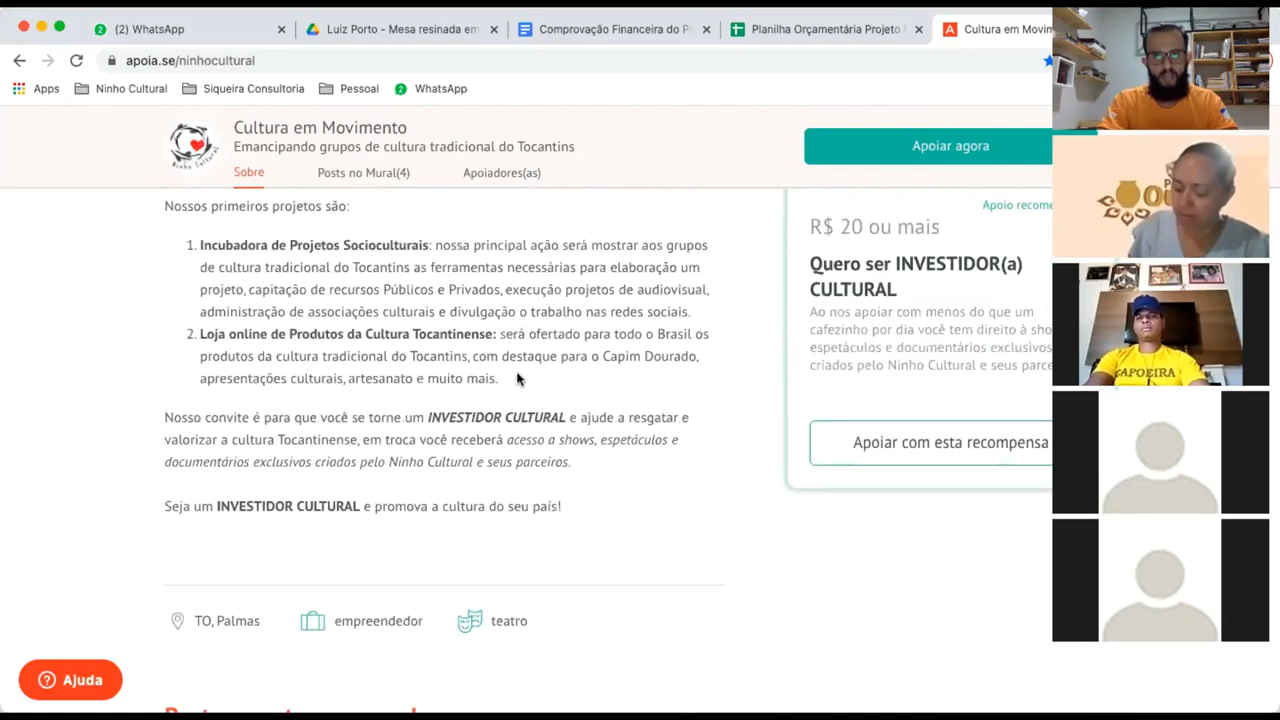 (2) WhatsApp
Luiz Porto - Mesa resinada em
Comprovação Financeira do P
Planilha Orçamentária Projeto
Cultura em Movim
apoia.se/ninhocultural
Apps
Ninho Cultural
Siqueira Consultoria
Pessoal
WhatsApp
Ninho Cultural
Cultura em Movimento
Emancipando grupos de cultura tradicional do Tocantins
Sobre
Posts no Mural(4)
Apoiadores(as)
Apoiar agora
Nossos primeiros projetos são:
1. Incubadora de Projetos Socioculturais: nossa principal ação será mostrar aos grupos
de cultura tradicional do Tocantins as ferramentas necessárias para elaboração um
projeto, capitação de recursos Públicos e Privados, execução projetos de audiovisual,
administração de associações culturais e divulgação o trabalho nas redes sociais.
2. Loja online de Produtos da Cultura Tocantinense: será ofertado para todo o Brasil os
produtos da cultura tradicional do Tocantins, com destaque para o Capim Dourado,
apresentações culturais, artesanato e muito mais.
Nosso convite é para que você se torne um INVESTIDOR CULTURAL e ajude a resgatar e
valorizar a cultura Tocantinense, em troca você receberá acesso a shows, espetáculos e
documentários exclusivos criados pelo Ninho Cultural e seus parceiros.
Seja um INVESTIDOR CULTURAL e promova a cultura do seu país!
TO, Palmas
empreendedor
teatro
Ajuda
Apoio recome
R$ 20 ou mais
Quero ser INVESTIDOR(a)
CULTURAL
Ao nos apoiar com menos do que um
cafezinho por dia você tem direito à sho
espetáculos e documentários exclusivos
criados pelo Ninho Cultural e seus parce
Apoiar com esta recompensa
CAPOEIRA